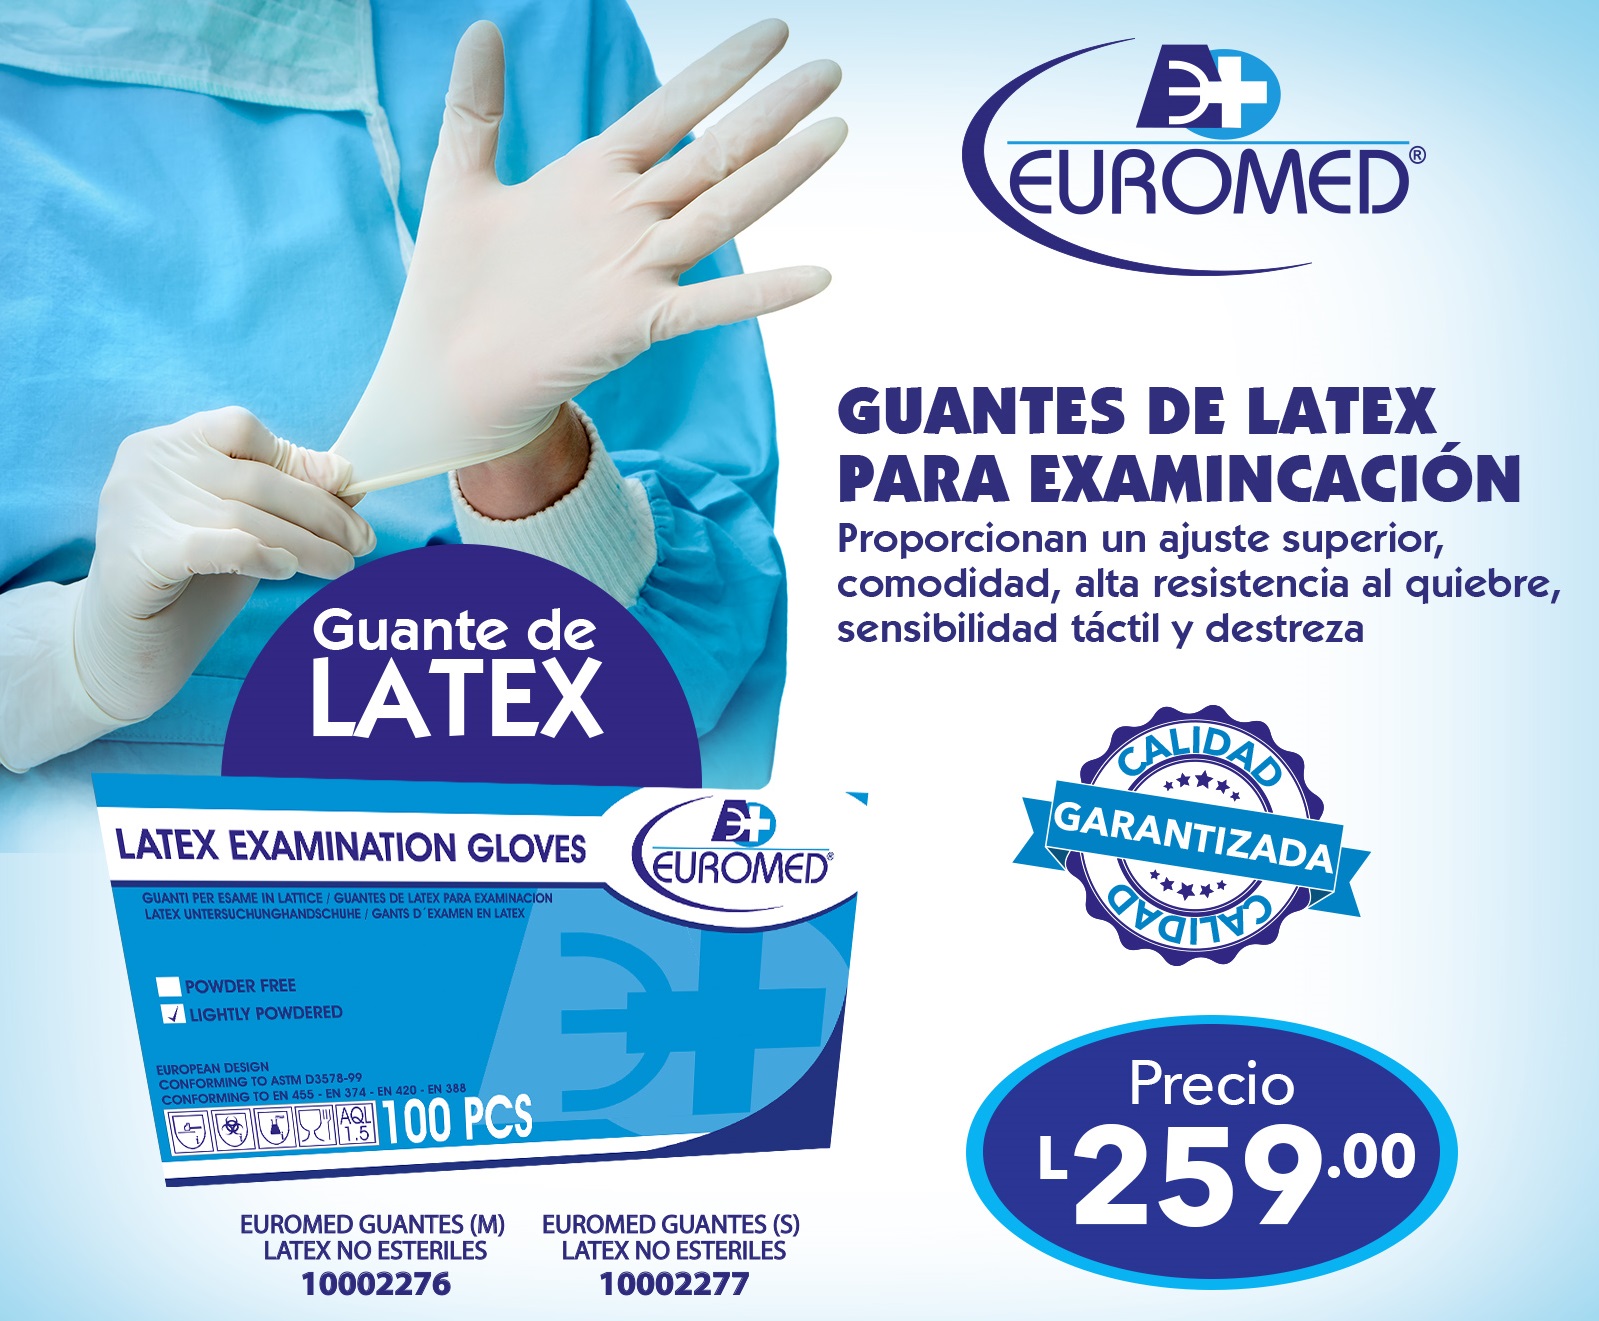 EUROMED®
GUANTES DE LATEX
PARA EXAMINCACIÓN
Proporcionan un ajuste superior,
comodidad, alta resistencia al quiebre,
sensibilidad táctil y destreza
Guante de
LATEX
LATEX EXAMINATION GLOVES
EUROMED®
GUANTI PER ESAME IN LATTICE / GUANTES DE LATEX PARA EXAMINACION
LATEX UNTERSUCHUNGHANDSCHUHE / GANTS D´EXAMEN EN LATEX
POWDER FREE
LIGHTLY POWDERED
EUROPEAN DESIGN
CONFORMING TO ASTM D3578-99
CONFORMING TO EN 455 - EN 374 - EN 420 - EN 388
AQL
1.5
100 PCS
CALIDAD
GARANTIZADA
CALIDAD
Precio
L259.00
EUROMED GUANTES (M)
LATEX NO ESTERILES
10002276
EUROMED GUANTES (S)
LATEX NO ESTERILES
10002277